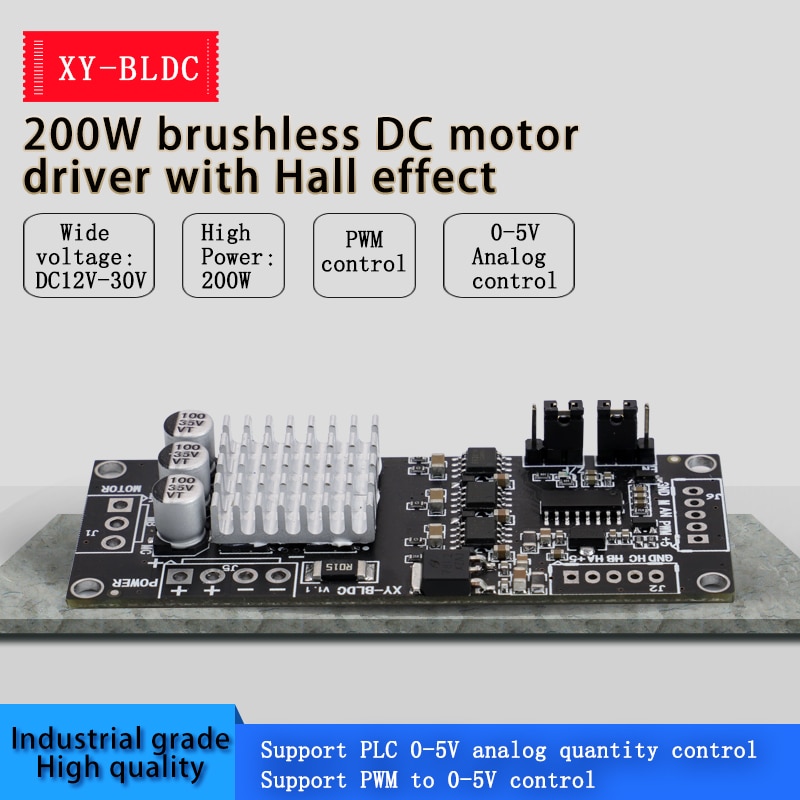 XY-BLDC
200W brushless DC motor
driver with Hall effect
Wide
voltage:
DC12V-30V
High
Power:
200W
PWM
control
0-5V
Analog
control
100
35V
VT
100
35V
VT
100
35V
VT
MOTOR
J1
POWER
J5
+ + - -
R015
XY-BLDC V1.1
GND HC HB HA +5
J2
J6
Industrial grade
High quality
Support PLC 0-5V analog quantity control
Support PWM to 0-5V control